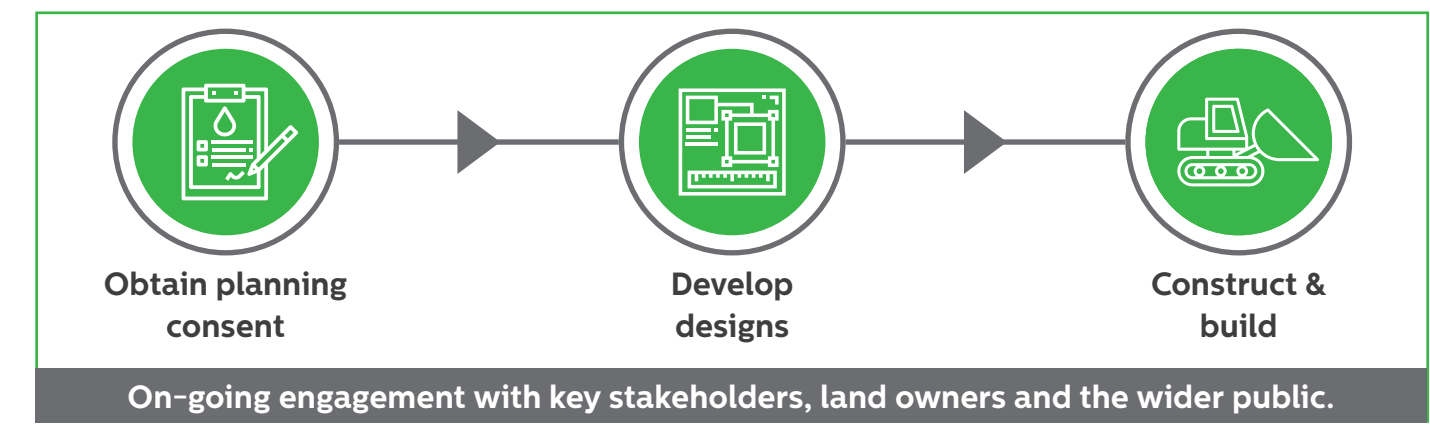 Obtain planning
consent
Develop
designs
Construct &
build
On-going engagement with key stakeholders, land owners and the wider public.